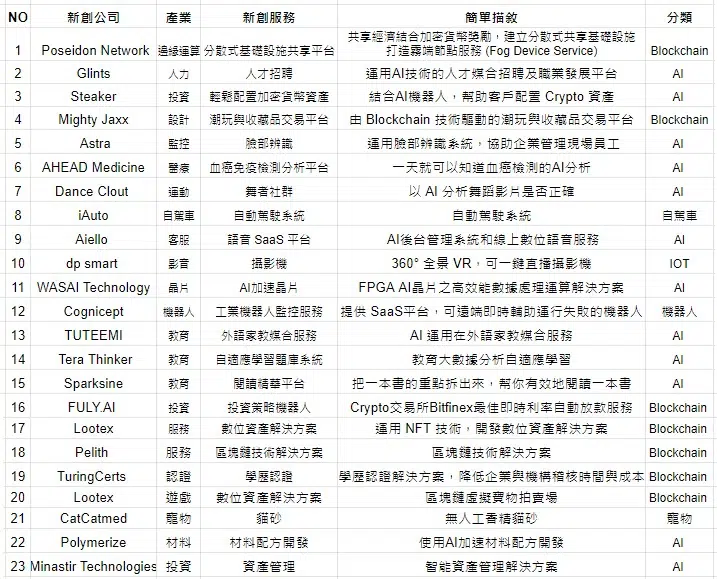 NO 新創公司 產業 新創服務 簡單描敘 分類
1 Poseidon Network 邊緣運算 分散式基礎設施共享平台 共享經濟結合加密貨幣獎勵，建立分散式共享基礎設施
打造霧端節點服務 (Fog Device Service) Blockchain
2 Glints 人力 人才招聘 運用AI技術的人才媒合招聘及職業發展平台 AI
3 Steaker 投資 輕鬆配置加密貨幣資產 結合AI機器人，幫助客戶配置 Crypto 資產 AI
4 Mighty Jaxx 設計 潮玩與收藏品交易平台 由 Blockchain 技術驅動的潮玩與收藏品交易平台 Blockchain
5 Astra 監控 臉部辨識 運用臉部辨識系統，協助企業管理現場員工 AI
6 AHEAD Medicine 醫療 血癌免疫檢測分析平台 一天就可以知道血癌檢測的AI分析 AI
7 Dance Clout 運動 舞者社群 以 AI 分析舞蹈影片是否正確 AI
8 iAuto 自駕車 自動駕駛系統 自動駕駛系統 自駕車
9 Aiello 客服 語音 SaaS 平台 AI後台管理系統和線上數位語音服務 AI
10 dp smart 影音 攝影機 360° 全景 VR，可一鍵直播攝影機 IOT
11 WASAI Technology 晶片 AI加速晶片 FPGA AI晶片之高效能數據處理運算解決方案 AI
12 Cognicept 機器人 工業機器人監控服務 提供 SaaS平台，可遠端即時輔助運行失敗的機器人 機器人
13 TUTEEMI 教育 外語家教媒合服務 AI 運用在外語家教媒合服務 AI
14 Tera Thinker 教育 自適應學習題庫系統 教育大數據分析自適應學習 AI
15 Sparksine 教育 閱讀精華平台 把一本書的重點拆出來，幫你有效地閱讀一本書 AI
16 FULY.AI 投資 投資策略機器人 Crypto交易所Bitfinex最佳即時利率自動放款服務 Blockchain
17 Lootex 服務 數位資產解決方案 運用 NFT 技術，開發數位資產解決方案 Blockchain
18 Pelith 服務 區塊鏈技術解決方案 區塊鏈技術解決方案 Blockchain
19 TuringCerts 認證 學歷認證 學歷認證解決方案，降低企業與機構稽核時間與成本 Blockchain
20 Lootex 遊戲 數位資產解決方案 區塊鏈虛擬寶物拍賣場 Blockchain
21 CatCatmed 寵物 貓砂 無人工香精貓砂 寵物
22 Polymerize 材料 材料配方開發 使用AI加速材料配方開發 AI
23 Minastir Technologies 投資 資產管理 智能資產管理解決方案 AI